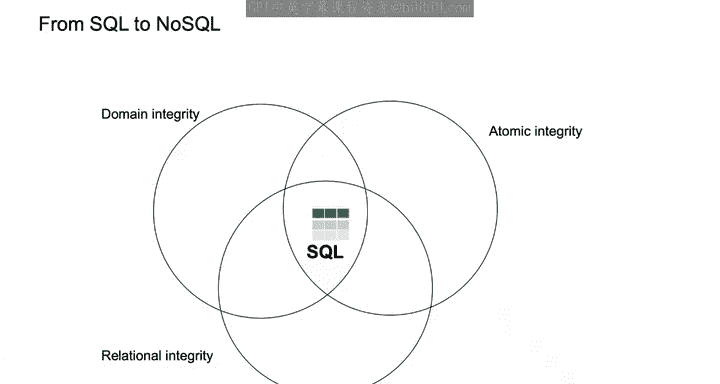 From SQL to NoSQL
Domain integrity
Atomic integrity
SQL
Relational integrity